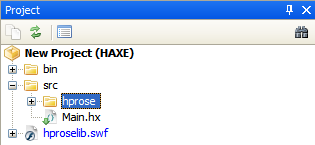 Project
New Project (HAXE)
bin
src
hprose
Main.hx
hproselib.swf